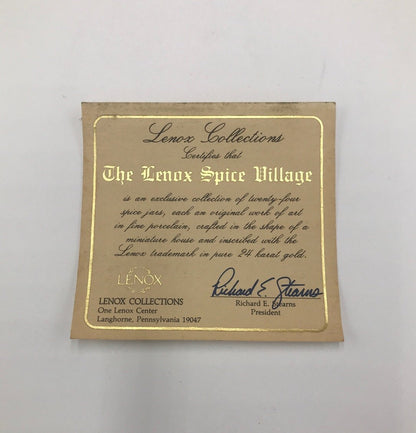 Lenox Collections
Certifies that
The Lenox Spice Village
is an exclusive collection of twenty-four
spice jars, each an original work of art
in fine porcelain, crafted in the shape of a
miniature house and inscribed with the
Lenox trademark in pure 24 karat gold.
LENOX
LENOX COLLECTIONS
One Lenox Center
Langhorne, Pennsylvania 19047
Richard E. Stearns
Richard E. Stearns
President